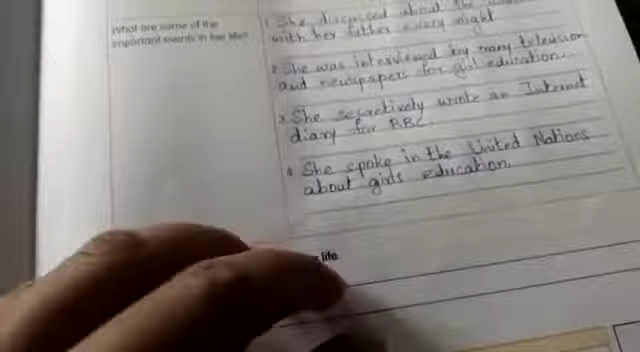 What are some of the
important events in her life?
1 She discussed about the
with her father every night
2 She was interviewed by many television
and newspapers for girl education.
3 She secretively wrote an Internet
diary for BBC.
4 She spoke in the United Nations
about girls education.
life